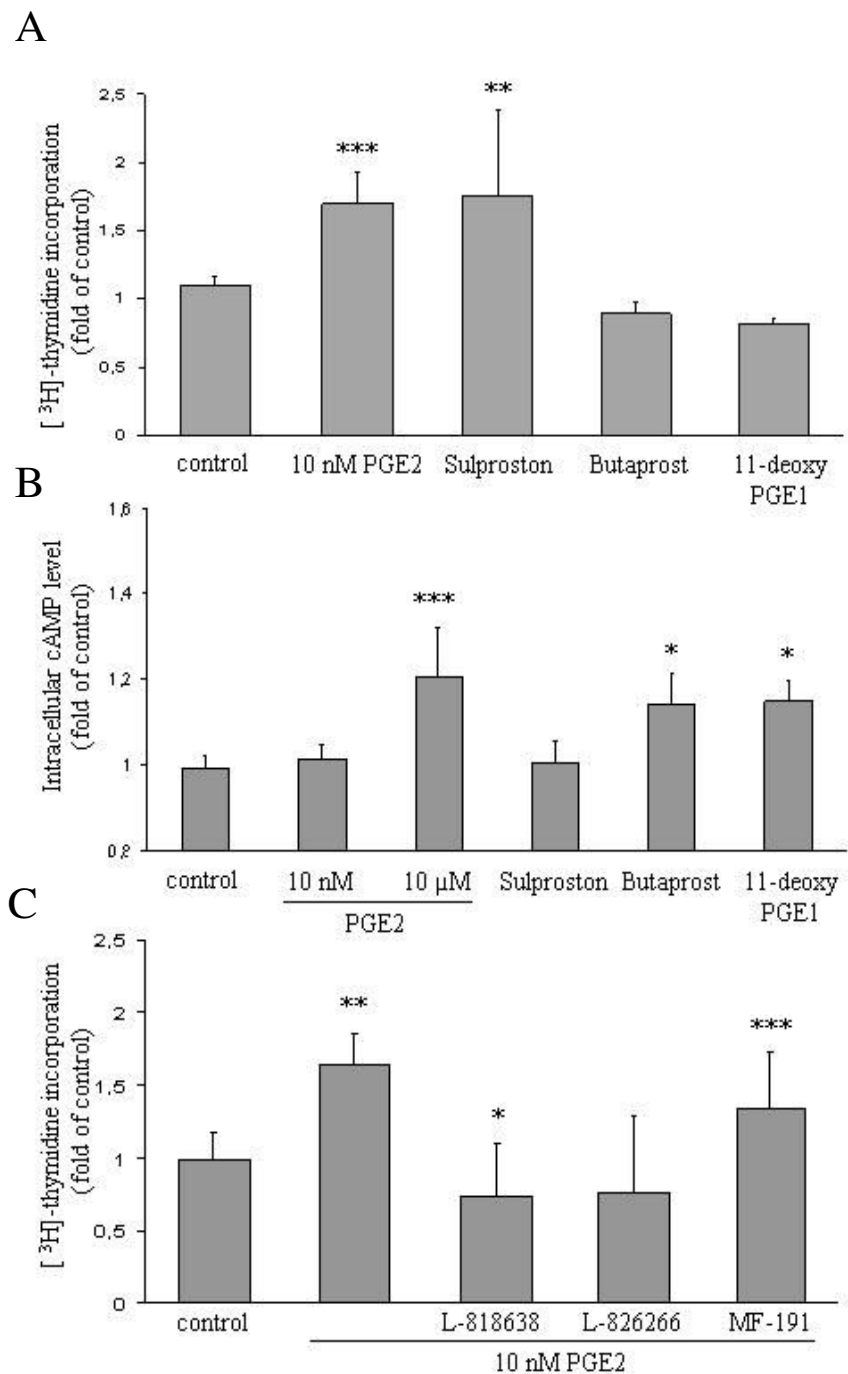 A
[ ³H]-thymidine incorporation
(fold of control)
2,5
2
1,5
1
0,5
0
***
**
control
10 nM PGE2
Sulproston
Butaprost
11-deoxy
PGE1
B
Intracellular cAMP level
(fold of control)
1,6
1,4
1,2
1
0,8
***
*
*
control
10 nM
10 µM
Sulproston
Butaprost
11-deoxy
PGE1
PGE2
C
[ ³H]-thymidine incorporation
(fold of control)
2,5
2
1,5
1
0,5
0
**
*
***
control
L-818638
L-826266
MF-191
10 nM PGE2